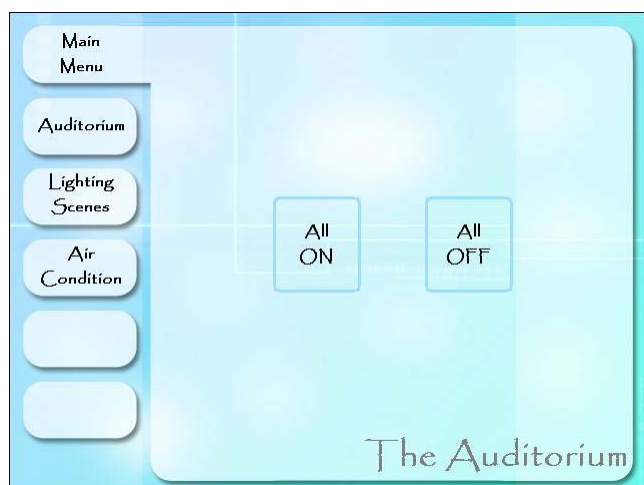 Main
Menu
Auditorium
Lighting
Scenes
Air
Condition
All
ON
All
OFF
The Auditorium